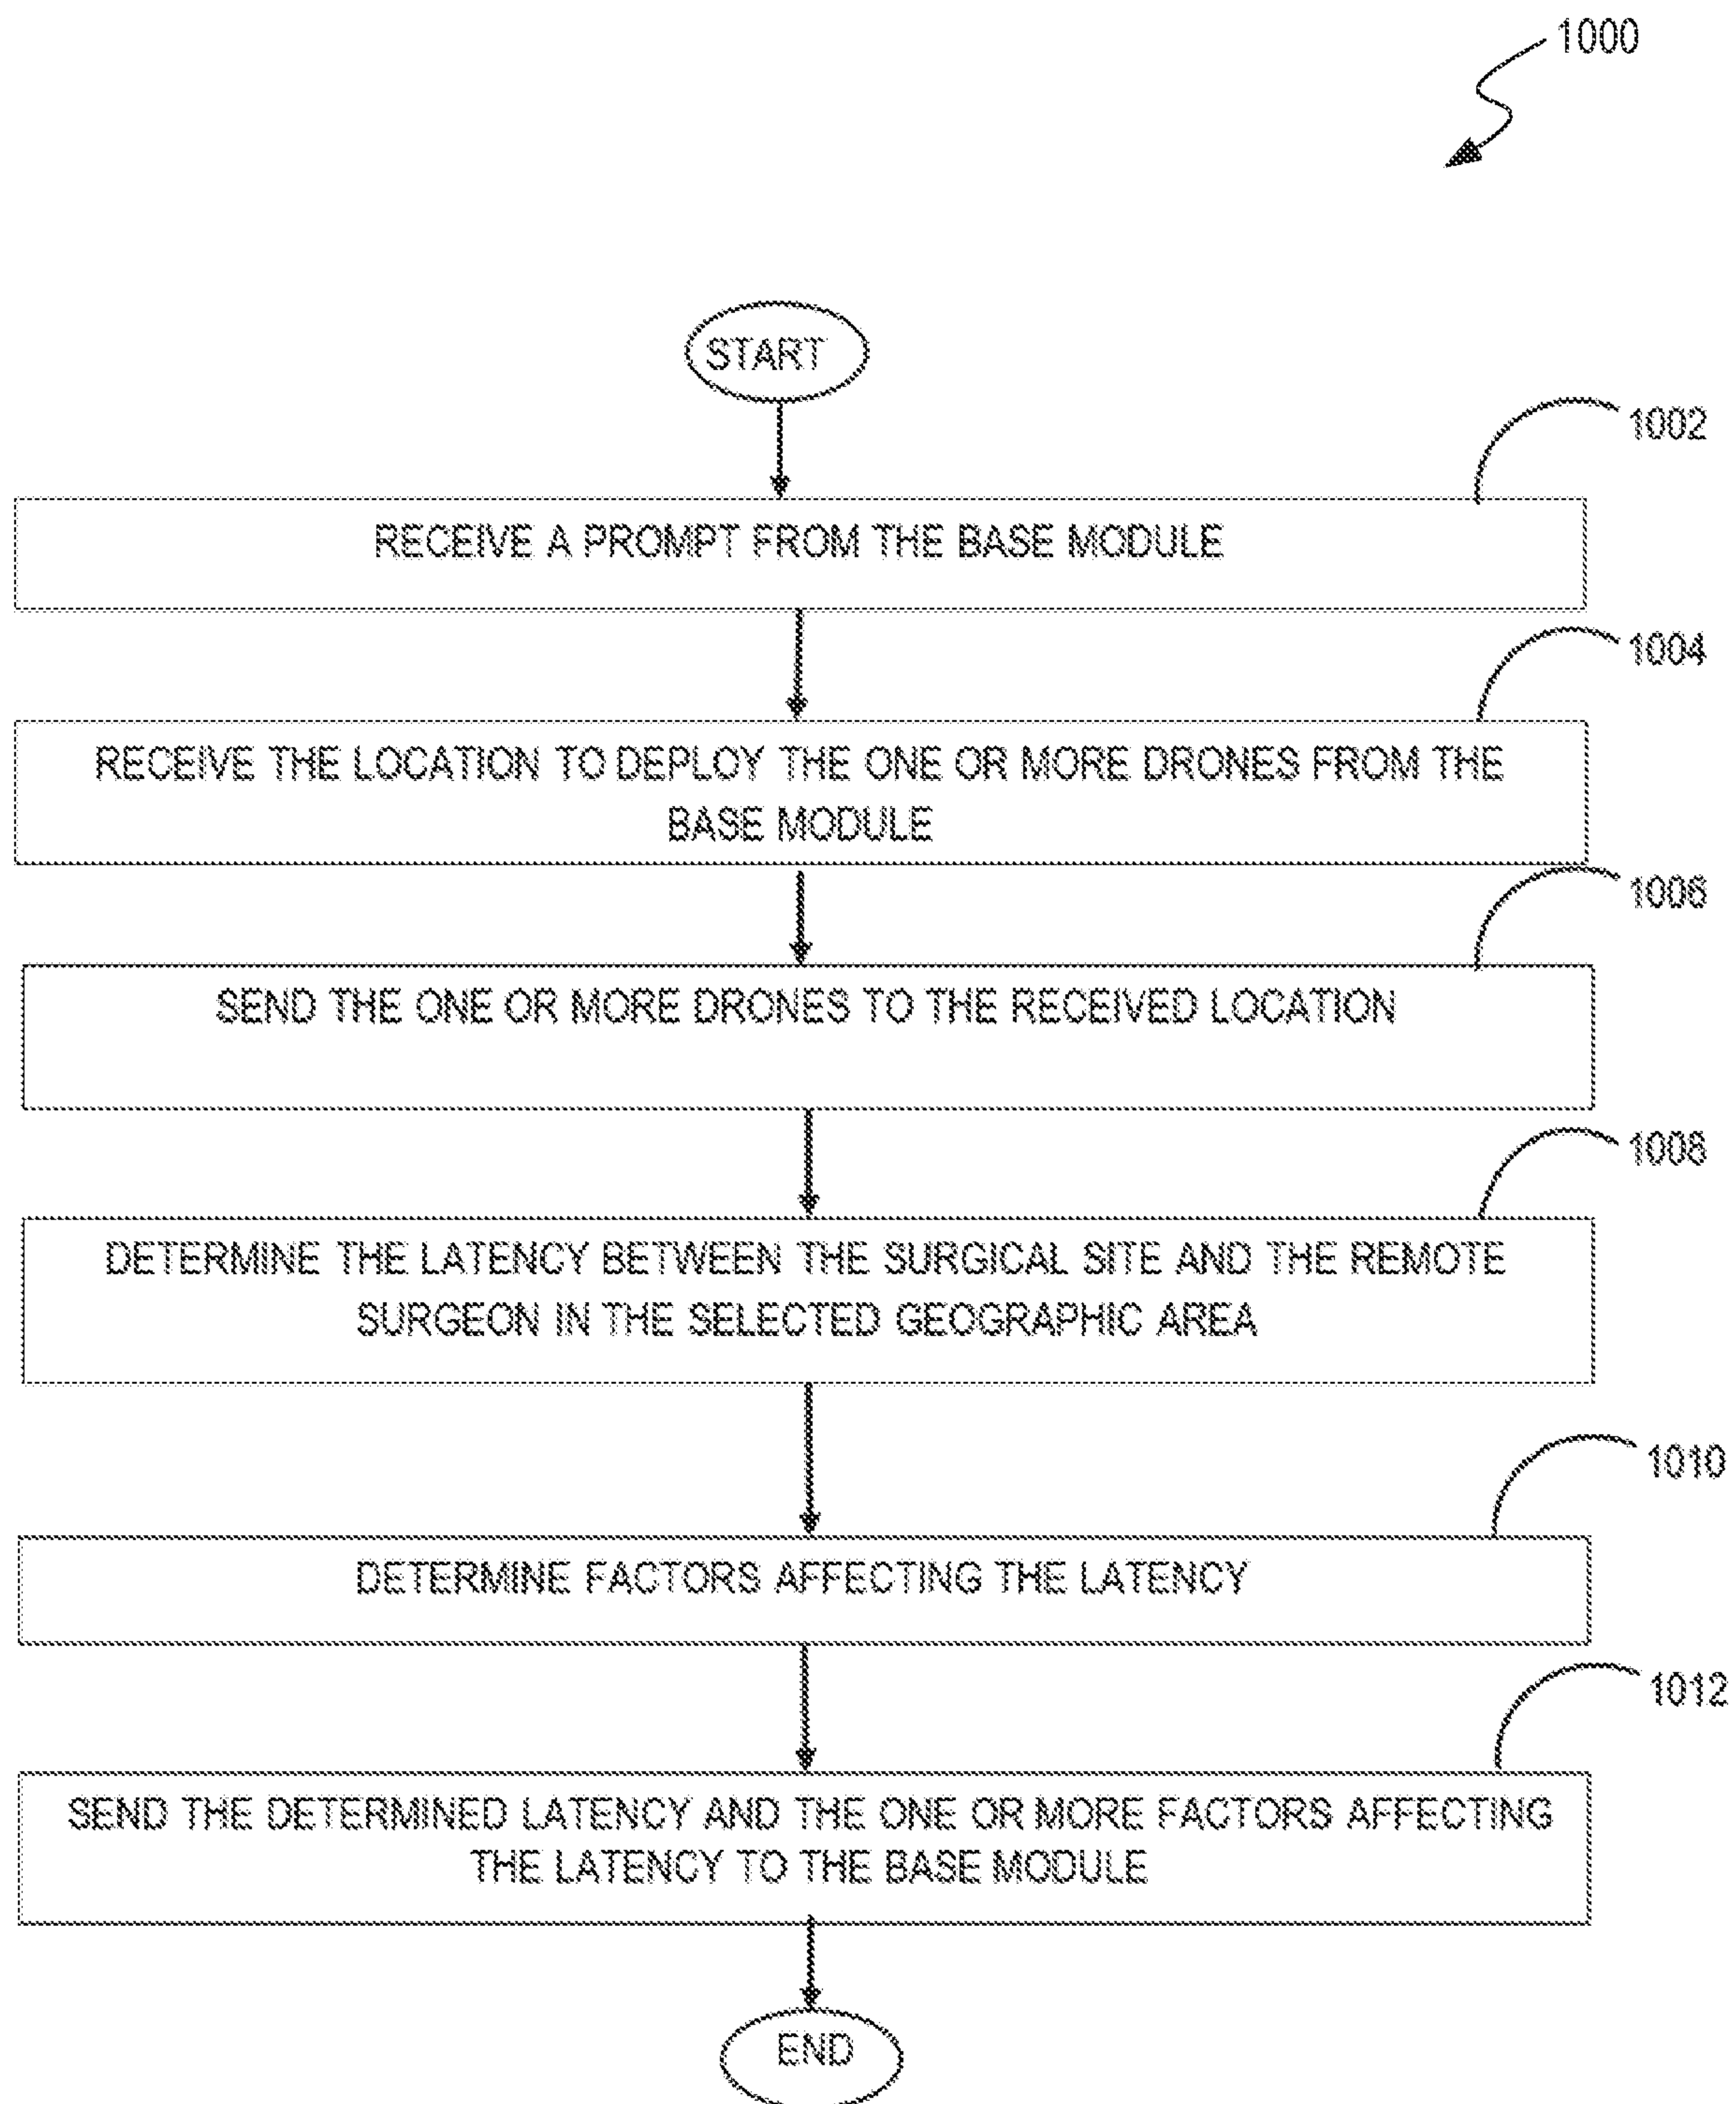 1000
START
1002
RECEIVE A PROMPT FROM THE BASE MODULE
1004
RECEIVE THE LOCATION TO DEPLOY THE ONE OR MORE DRONES FROM THE
BASE MODULE
1006
SEND THE ONE OR MORE DRONES TO THE RECEIVED LOCATION
1008
DETERMINE THE LATENCY BETWEEN THE SURGICAL SITE AND THE REMOTE
SURGEON IN THE SELECTED GEOGRAPHIC AREA
1010
DETERMINE FACTORS AFFECTING THE LATENCY
1012
SEND THE DETERMINED LATENCY AND THE ONE OR MORE FACTORS AFFECTING
THE LATENCY TO THE BASE MODULE
END